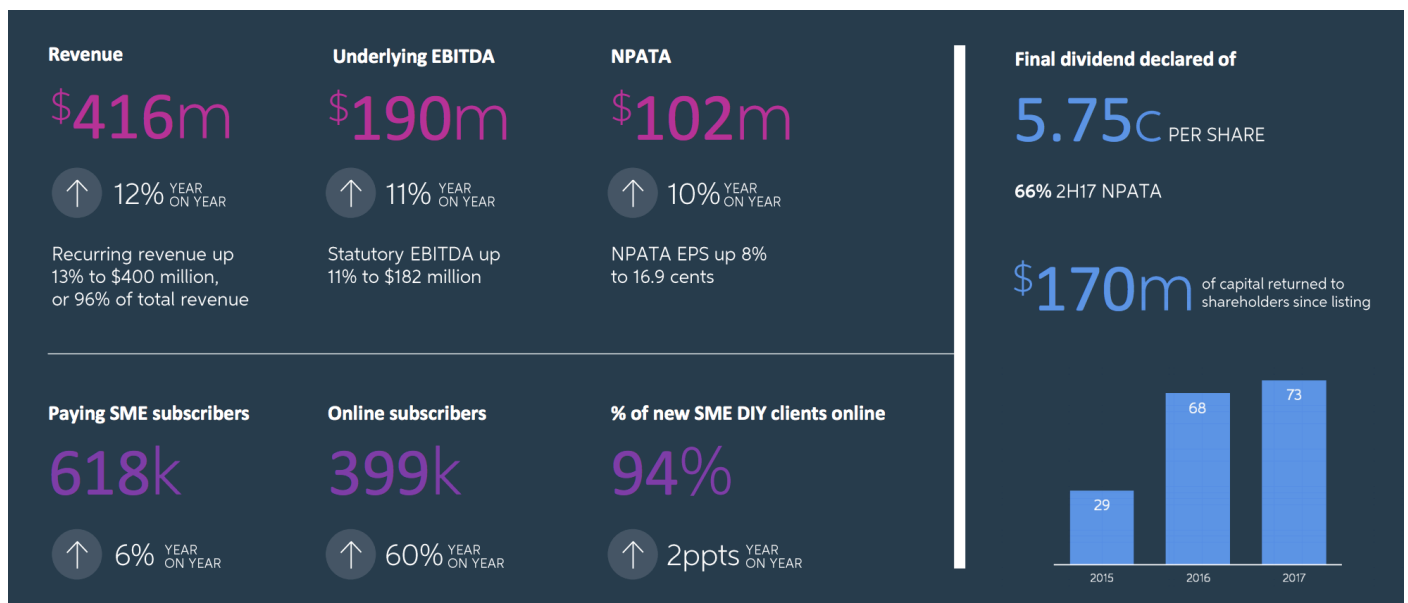 Revenue
$416m
12% YEAR ON YEAR
Recurring revenue up
13% to $400 million,
or 96% of total revenue
Underlying EBITDA
$190m
11% YEAR ON YEAR
Statutory EBITDA up
11% to $182 million
NPATA
$102m
10% YEAR ON YEAR
NPATA EPS up 8%
to 16.9 cents
Paying SME subscribers
618k
6% YEAR ON YEAR
Online subscribers
399k
60% YEAR ON YEAR
% of new SME DIY clients online
94%
2ppts YEAR ON YEAR
Final dividend declared of
5.75c PER SHARE
66% 2H17 NPATA
$170m of capital returned to
shareholders since listing
29
68
73
2015
2016
2017